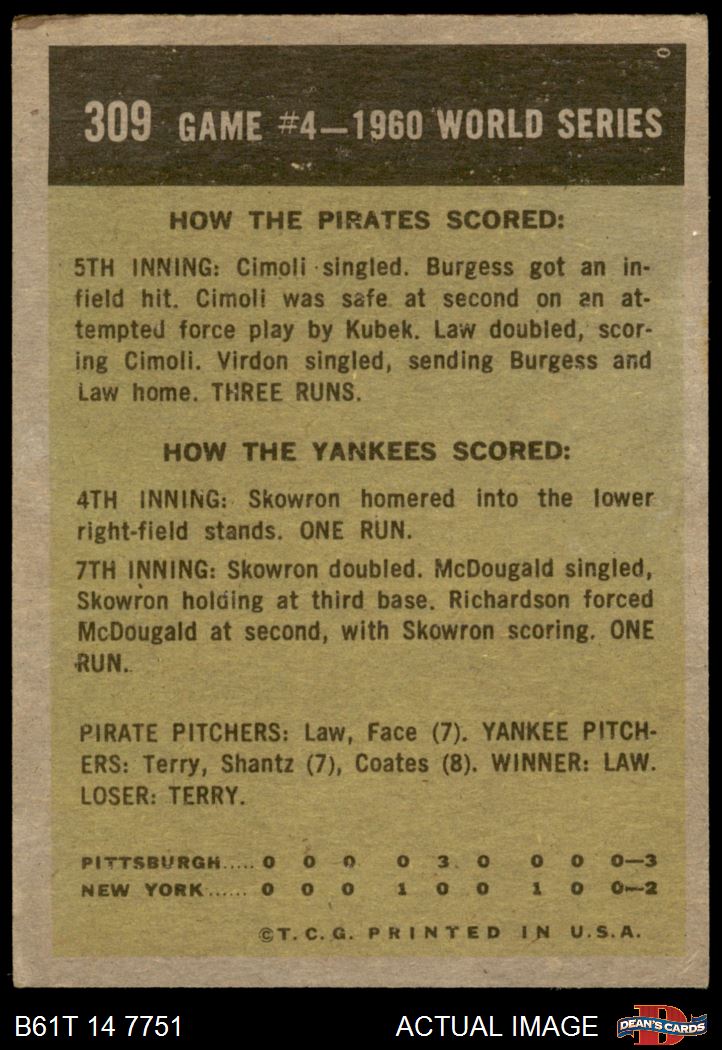 309 GAME #4—1960 WORLD SERIES
HOW THE PIRATES SCORED:
5TH INNING: Cimoli singled. Burgess got an in-
field hit. Cimoli was safe at second on an at-
tempted force play by Kubek. Law doubled, scor-
ing Cimoli. Virdon singled, sending Burgess and
Law home. THREE RUNS.
HOW THE YANKEES SCORED:
4TH INNING: Skowron homered into the lower
right-field stands. ONE RUN.
7TH INNING: Skowron doubled. McDougald singled,
Skowron holding at third base. Richardson forced
McDougald at second, with Skowron scoring. ONE
RUN.
PIRATE PITCHERS: Law, Face (7). YANKEE PITCH-
ERS: Terry, Shantz (7), Coates (8). WINNER: LAW.
LOSER: TERRY.
PITTSBURGH..... 0 0 0 0 3 0 0 0 0—3
NEW YORK...... 0 0 0 1 0 0 1 0 0—2
©T.C.G. PRINTED IN U.S.A.
B61T 14 7751 ACTUAL IMAGE DEAN'S CARDS